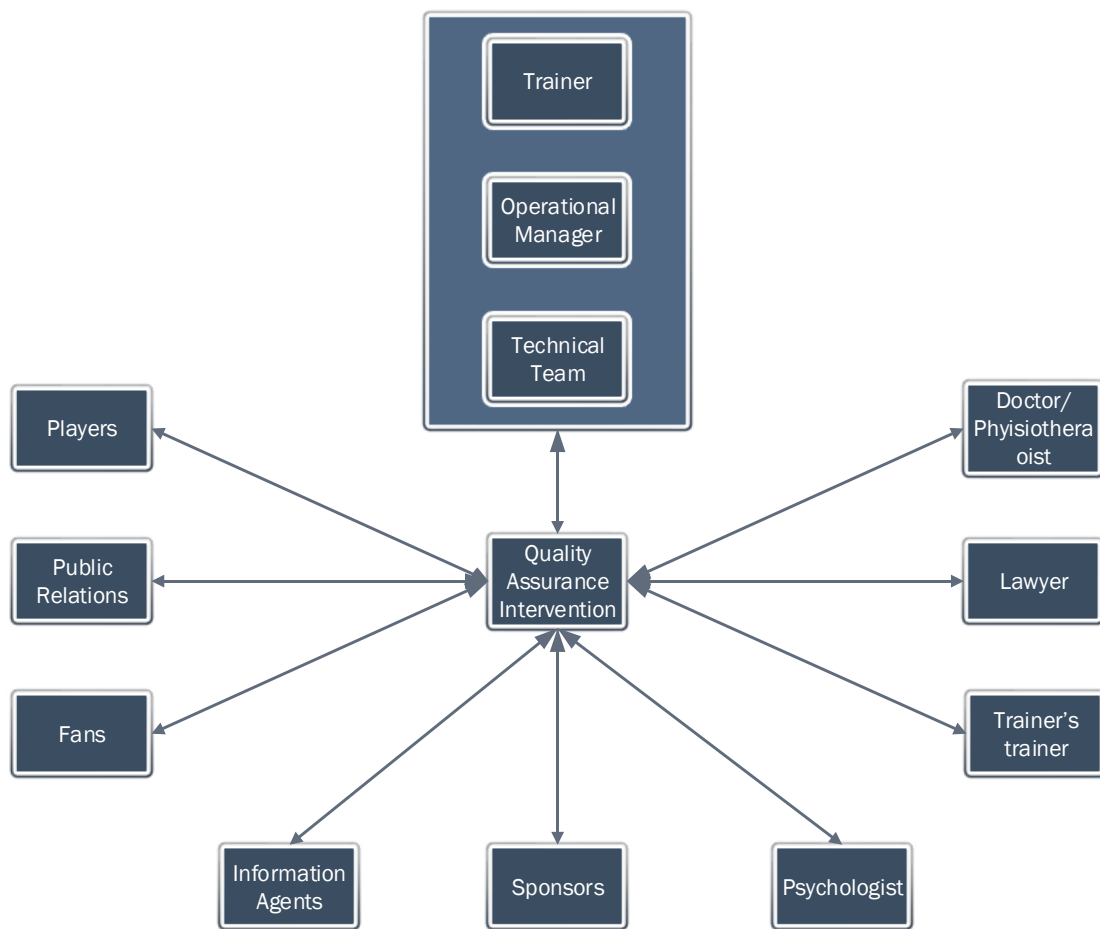 Trainer
Operational
Manager
Technical
Team
Players
Doctor/
Phyisiothera
oist
Public
Relations
Quality
Assurance
Intervention
Lawyer
Fans
Trainer’s
trainer
Information
Agents
Sponsors
Psychologist